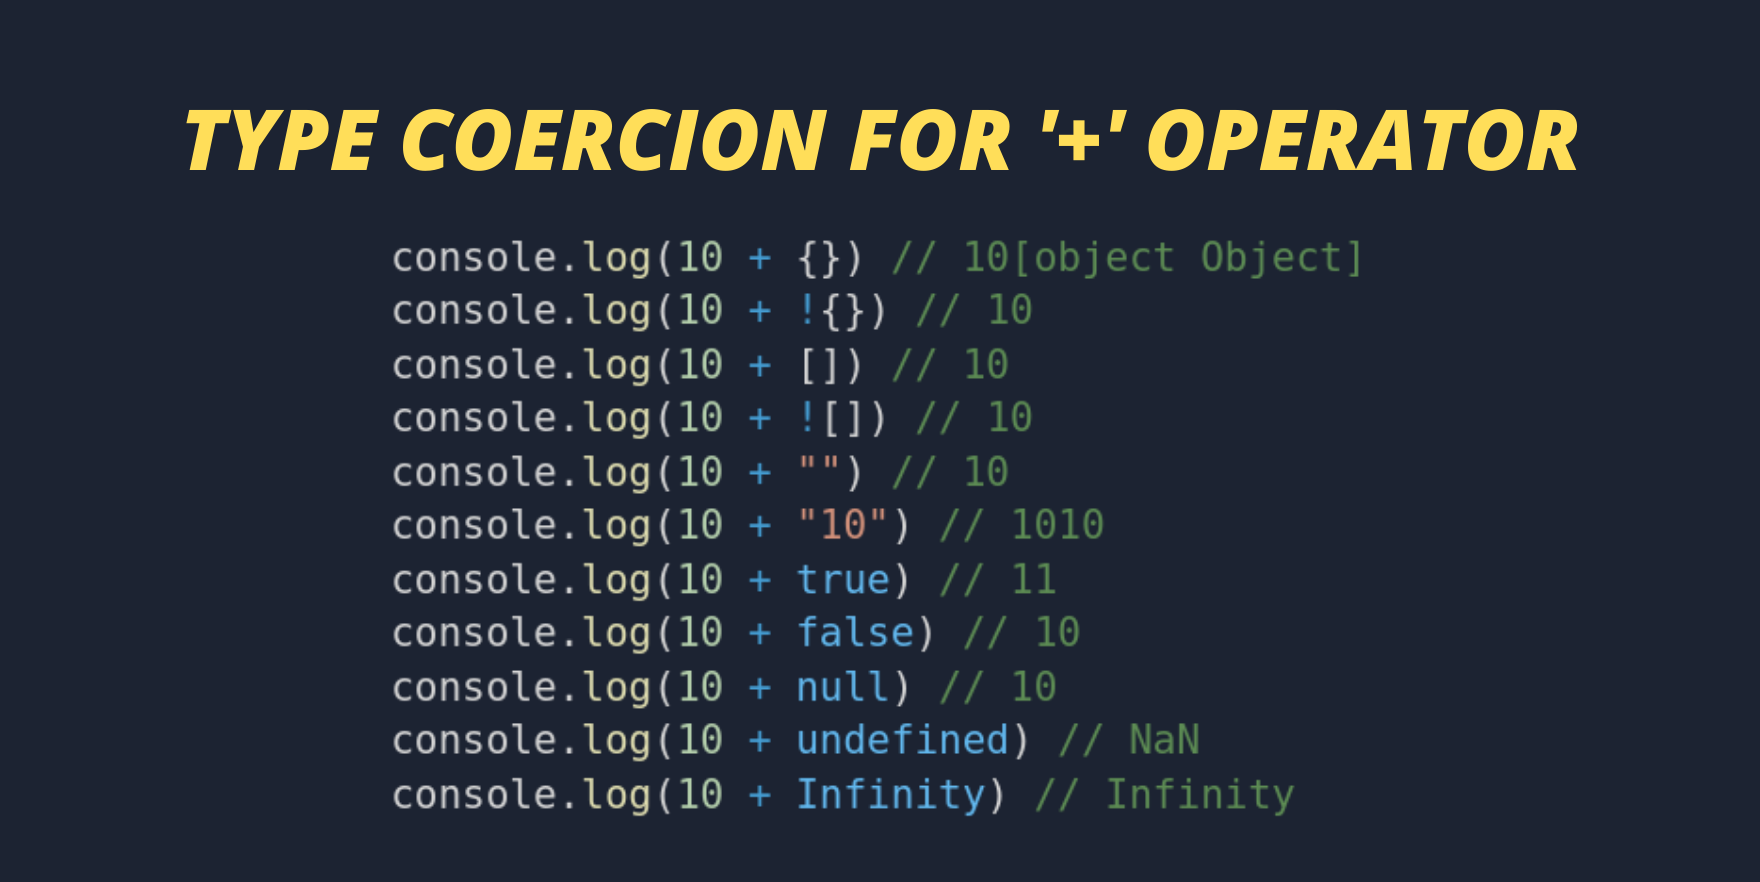 TYPE COERCION FOR '+' OPERATOR
console.log(10 + {}) // 10[object Object]
console.log(10 + !{}) // 10
console.log(10 + []) // 10
console.log(10 + ![]) // 10
console.log(10 + "") // 10
console.log(10 + "10") // 1010
console.log(10 + true) // 11
console.log(10 + false) // 10
console.log(10 + null) // 10
console.log(10 + undefined) // NaN
console.log(10 + Infinity) // Infinity